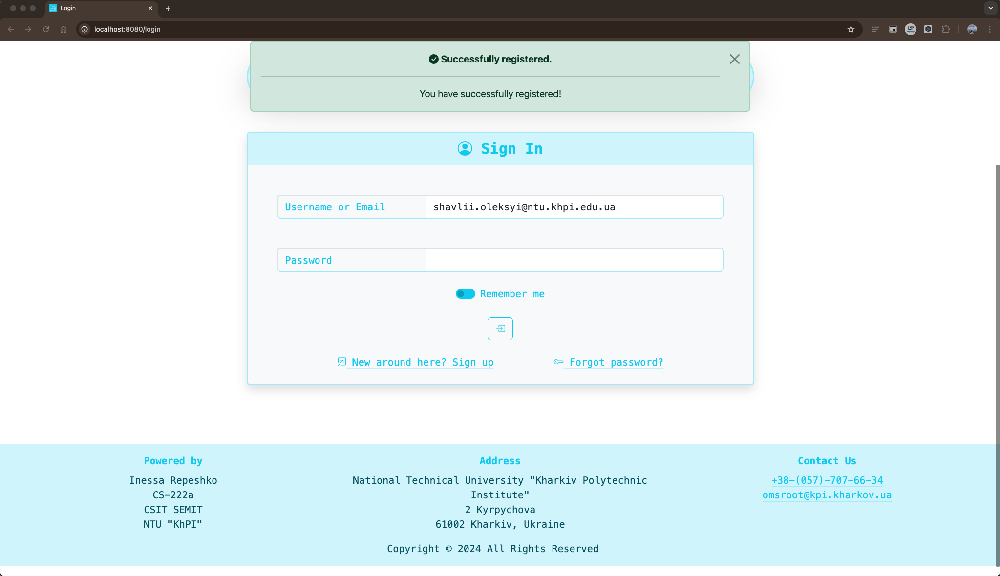 Login
localhost:8080/login
LT
Successfully registered.
You have successfully registered!
Sign In
Username or Email
shavlii.oleksyi@ntu.khpi.edu.ua
Password
Remember me
New around here? Sign up
Forgot password?
Powered by
Inessa Repeshko
CS-222a
CSIT SEMIT
NTU "KhPI"
Address
National Technical University "Kharkiv Polytechnic
Institute"
2 Kyrpychova
61002 Kharkiv, Ukraine
Contact Us
+38-(057)-707-66-34
omsroot@kpi.kharkov.ua
Copyright © 2024 All Rights Reserved